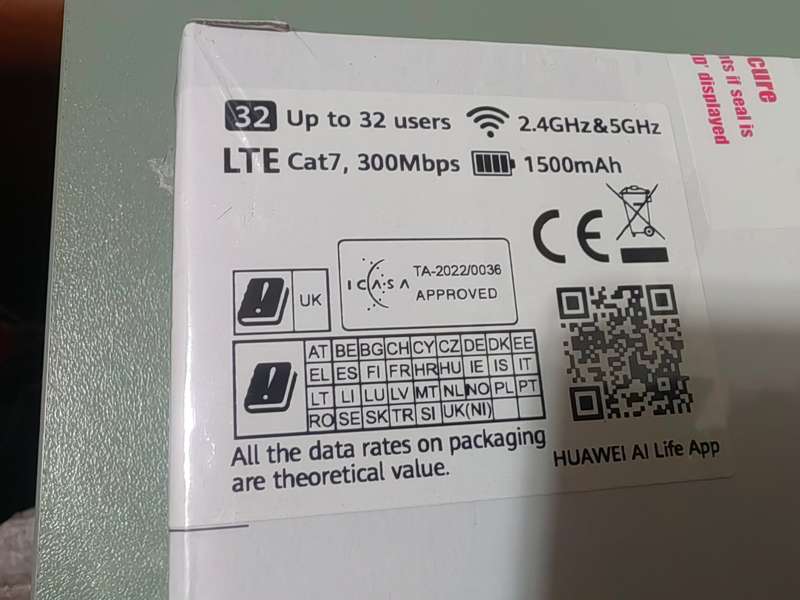 32 Up to 32 users 2.4GHz&5GHz
LTE Cat7, 300Mbps 1500mAh
CE
ICASA TA-2022/0036
APPROVED
! UK
! AT BE BG CH CY CZ DE DK EE
EL ES FI FR HR HU IE IS IT
LT LI LU LV MT NL NO PL PT
RO SE SK TR SI UK(NI)
All the data rates on packaging
are theoretical value.
HUAWEI AI Life App
cure
ts if seal is
displayed